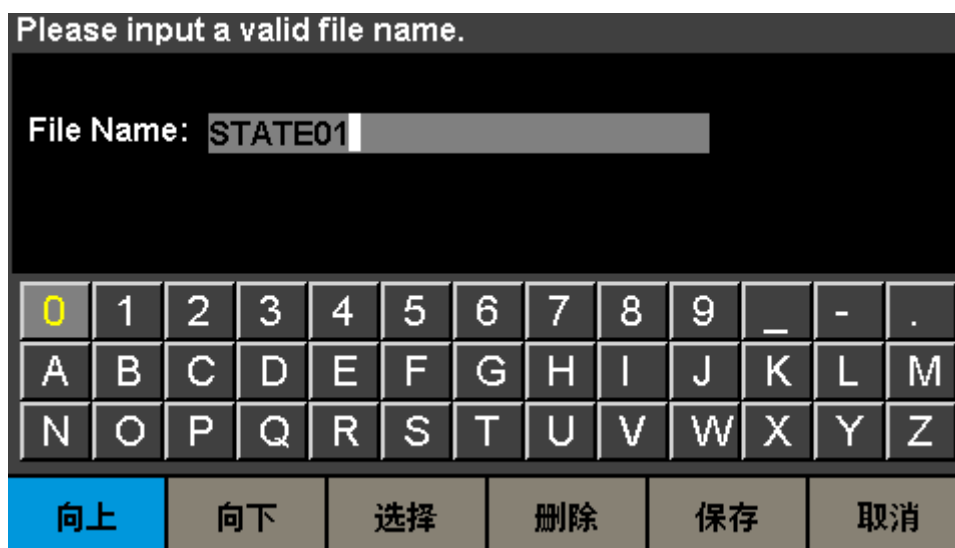 Please input a valid file name.
File Name: STATE01
0 1 2 3 4 5 6 7 8 9 _ - .
A B C D E F G H I J K L M
N O P Q R S T U V W X Y Z
向上 向下 选择 删除 保存 取消